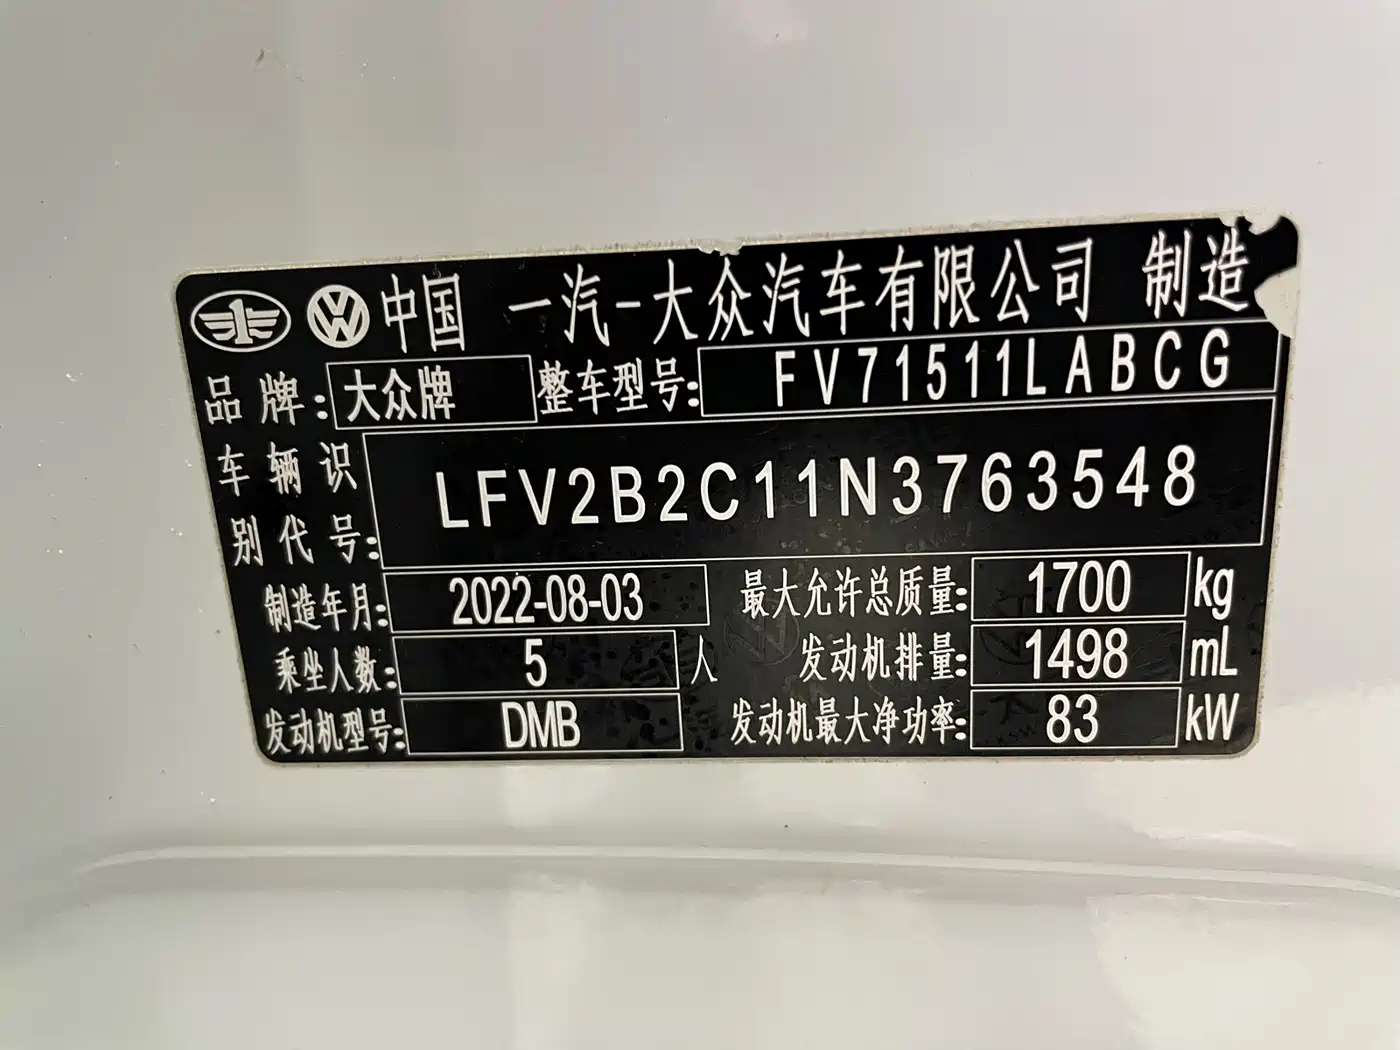 中国 一汽-大众汽车有限公司 制造
品牌: 大众牌 整车型号: FV71511LABCG
车辆识别代号: LFV2B2C11N3763548
制造年月: 2022-08-03 最大允许总质量: 1700 kg
乘坐人数: 5 人 发动机排量: 1498 mL
发动机型号: DMB 发动机最大净功率: 83 kW